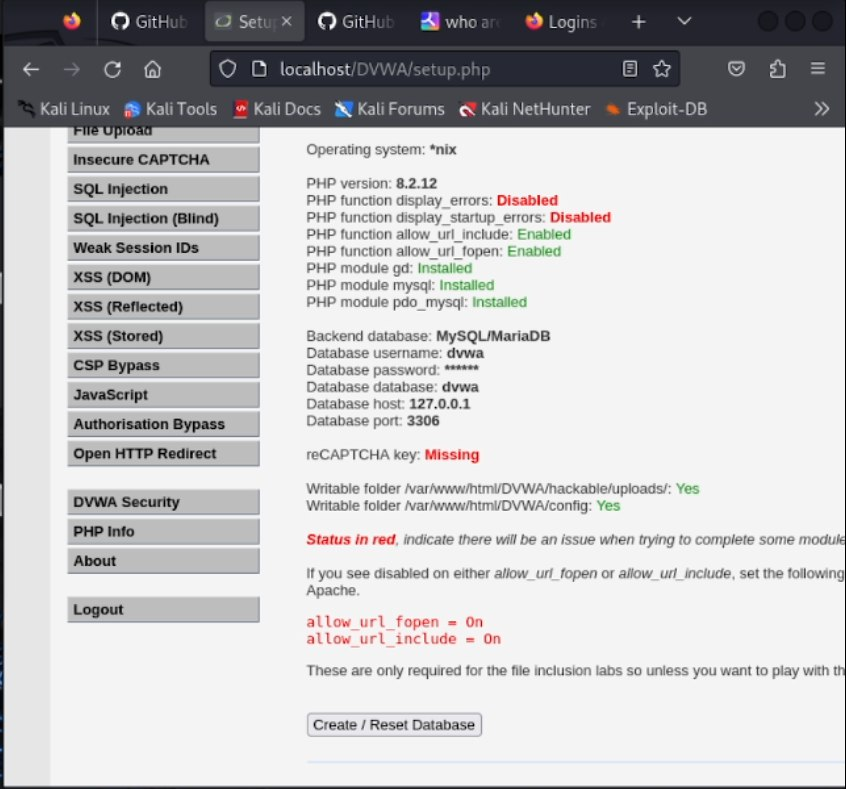 GitHub
Setup
GitHub
who are
Logins
localhost/DVWA/setup.php
Kali Linux
Kali Tools
Kali Docs
Kali Forums
Kali NetHunter
Exploit-DB
File Upload
Insecure CAPTCHA
SQL Injection
SQL Injection (Blind)
Weak Session IDs
XSS (DOM)
XSS (Reflected)
XSS (Stored)
CSP Bypass
JavaScript
Authorisation Bypass
Open HTTP Redirect
DVWA Security
PHP Info
About
Logout
Operating system: *nix
PHP version: 8.2.12
PHP function display_errors: Disabled
PHP function display_startup_errors: Disabled
PHP function allow_url_include: Enabled
PHP function allow_url_fopen: Enabled
PHP module gd: Installed
PHP module mysql: Installed
PHP module pdo_mysql: Installed
Backend database: MySQL/MariaDB
Database username: dvwa
Database password: ******
Database database: dvwa
Database host: 127.0.0.1
Database port: 3306
reCAPTCHA key: Missing
Writable folder /var/www/html/DVWA/hackable/uploads/: Yes
Writable folder /var/www/html/DVWA/config: Yes
Status in red, indicate there will be an issue when trying to complete some module
If you see disabled on either allow_url_fopen or allow_url_include, set the following
Apache.
allow_url_fopen = On
allow_url_include = On
These are only required for the file inclusion labs so unless you want to play with th
Create / Reset Database